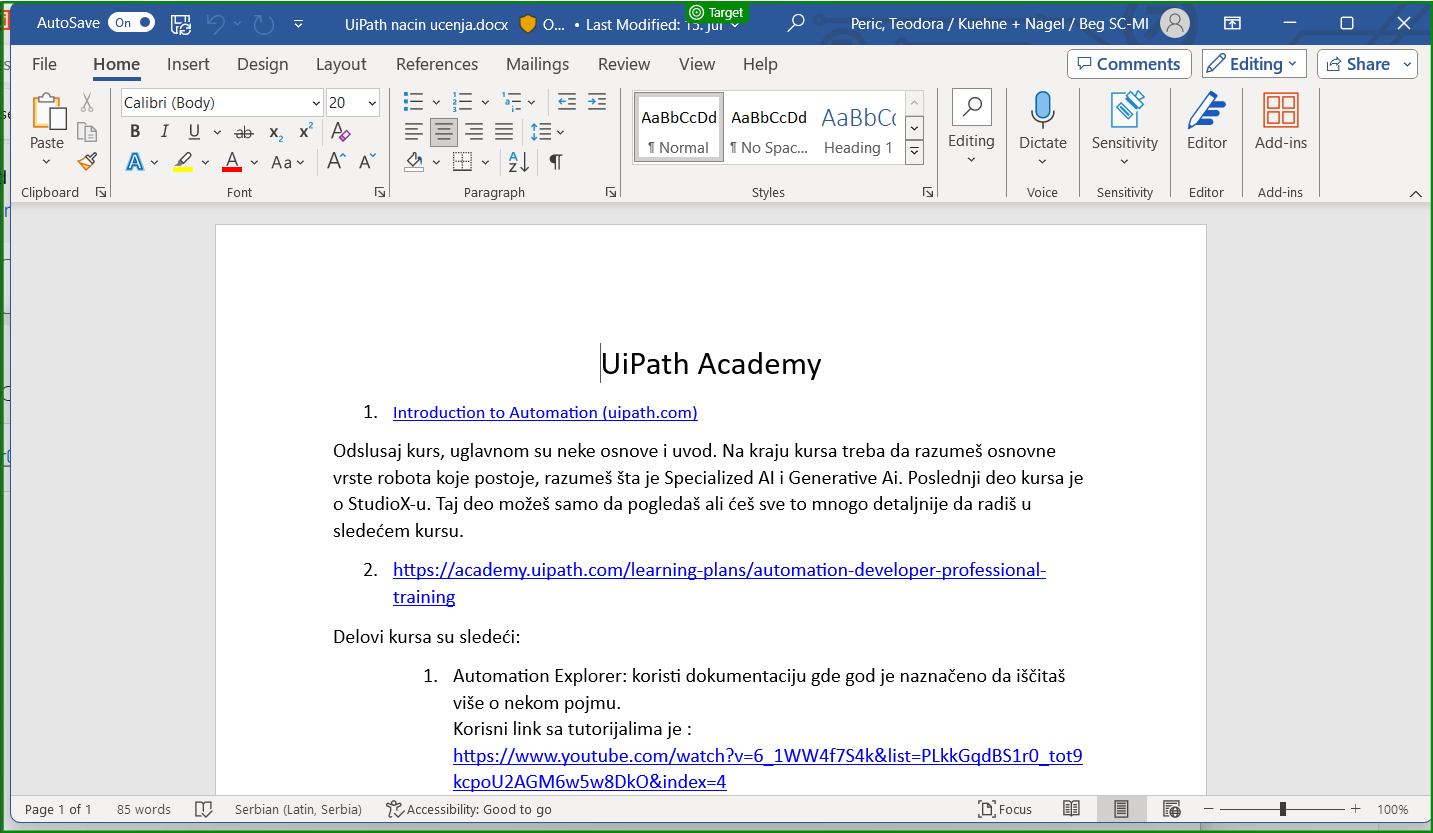 Target
AutoSave On UiPath nacin ucenja.docx O... • Last Modified: Peric, Teodora / Kuehne + Nagel / Beg SC-MI
File Home Insert Design Layout References Mailings Review View Help Comments Editing Share
Calibri (Body) 20
Paste
B I U ab x₂ x²
A A Aa A A
AaBbCcDd AaBbCcDd AaBbCc
¶ Normal ¶ No Spac... Heading 1
Editing Dictate Sensitivity Editor Add-ins
Clipboard Font Paragraph Styles Voice Sensitivity Editor Add-ins
UiPath Academy
1. Introduction to Automation (uipath.com)
Odslusaj kurs, uglavnom su neke osnove i uvod. Na kraju kursa treba da razumeš osnovne
vrste robota koje postoje, razumeš šta je Specialized AI i Generative Ai. Poslednji deo kursa je
o StudioX-u. Taj deo možeš samo da pogledaš ali ćeš sve to mnogo detaljnije da radiš u
sledećem kursu.
2. https://academy.uipath.com/learning-plans/automation-developer-professional-
training
Delovi kursa su sledeći:
1. Automation Explorer: koristi dokumentaciju gde god je naznačeno da iščitaš
više o nekom pojmu.
Korisni link sa tutorijalima je :
https://www.youtube.com/watch?v=6_1WW4f7S4k&list=PLkkGqdBS1r0_tot9
kcpoU2AGM6w5w8DkO&index=4
Page 1 of 1 85 words Serbian (Latin, Serbia) Accessibility: Good to go Focus 100%